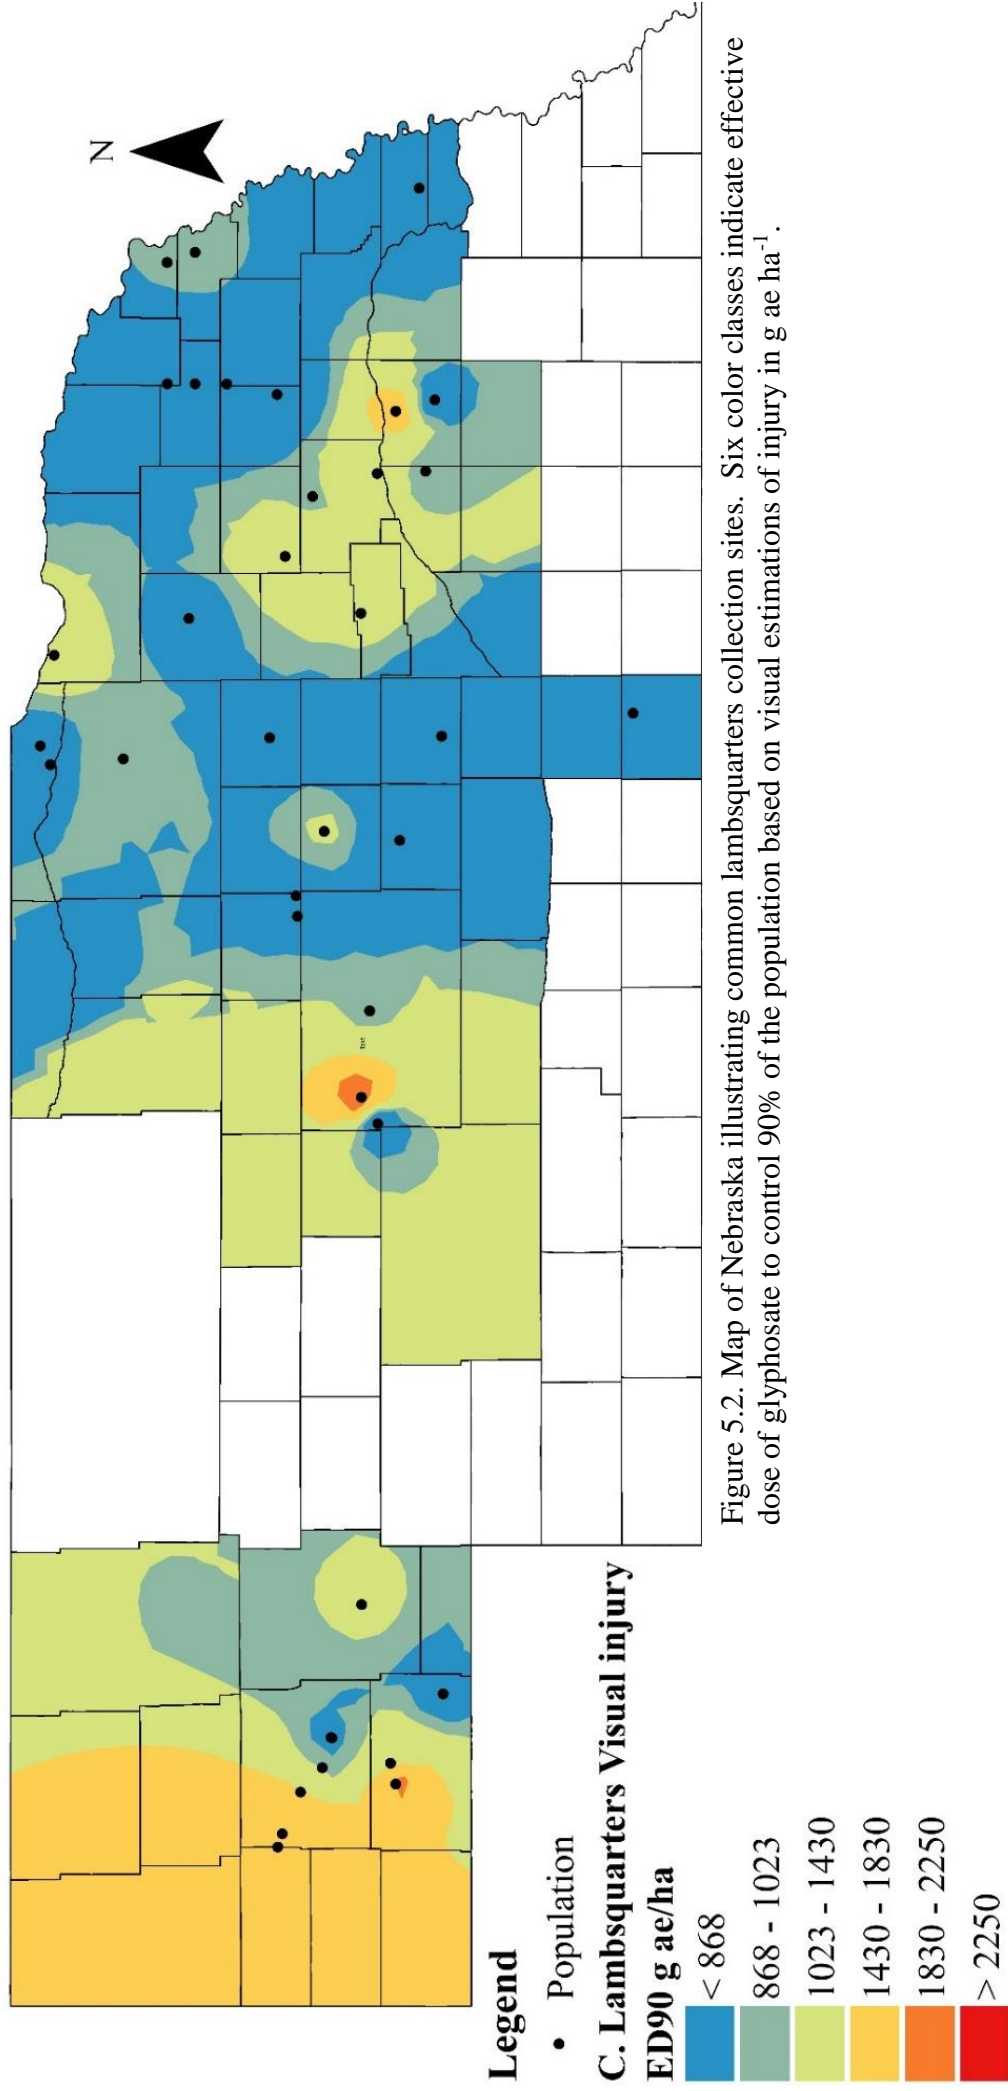 N
Text
Legend
Population
C. Lambsquarters Visual injury
ED90 g ae/ha
< 868
868 - 1023
1023 - 1430
1430 - 1830
1830 - 2250
> 2250
Figure 5.2. Map of Nebraska illustrating common lambsquarters collection sites.  Six color classes indicate effective
dose of glyphosate to control 90% of the population based on visual estimations of injury in g ae ha⁻¹.